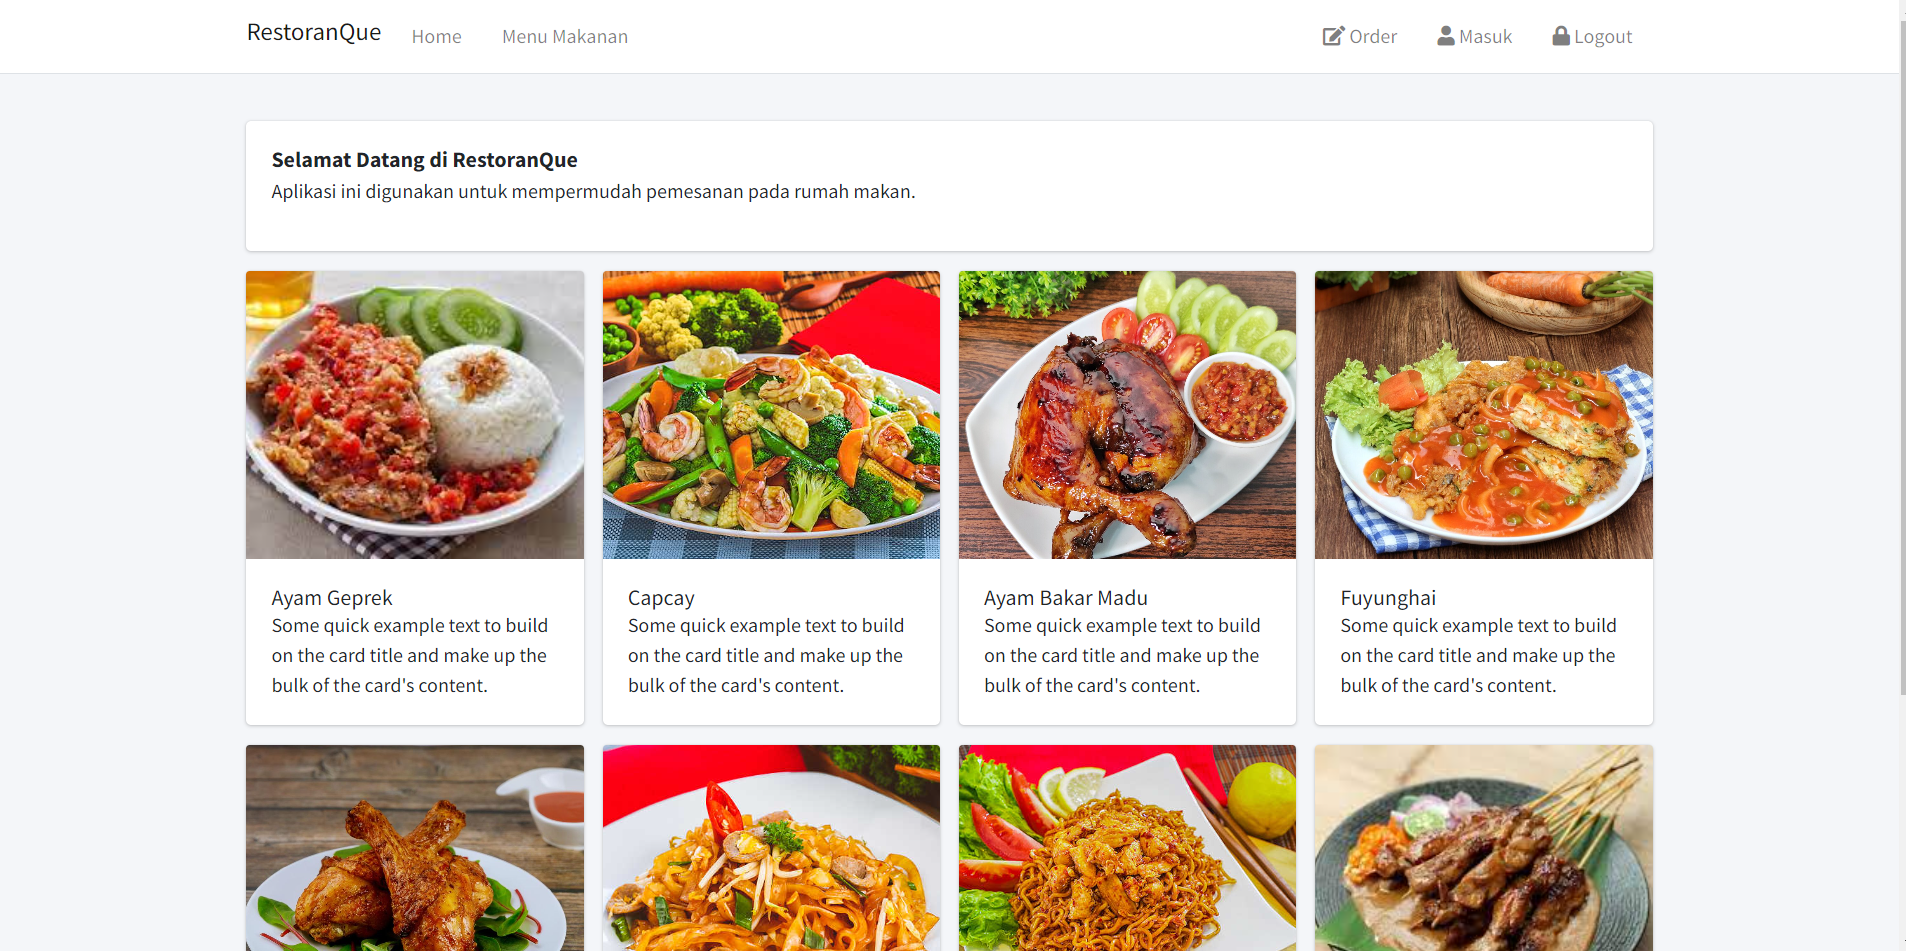 RestoranQue Home Menu Makanan Order Masuk Logout
Selamat Datang di RestoranQue
Aplikasi ini digunakan untuk mempermudah pemesanan pada rumah makan.
Ayam Geprek
Some quick example text to build
on the card title and make up the
bulk of the card's content.
Capcay
Some quick example text to build
on the card title and make up the
bulk of the card's content.
Ayam Bakar Madu
Some quick example text to build
on the card title and make up the
bulk of the card's content.
Fuyunghai
Some quick example text to build
on the card title and make up the
bulk of the card's content.